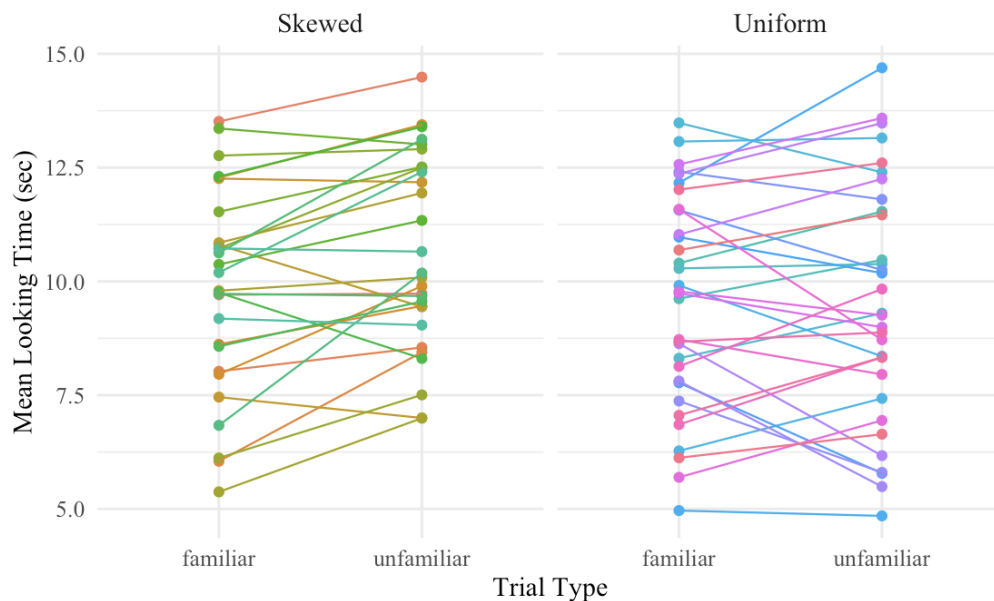 Skewed
Uniform
Mean Looking Time (sec)
15.0
12.5
10.0
7.5
5.0
familiar
unfamiliar
familiar
unfamiliar
Trial Type